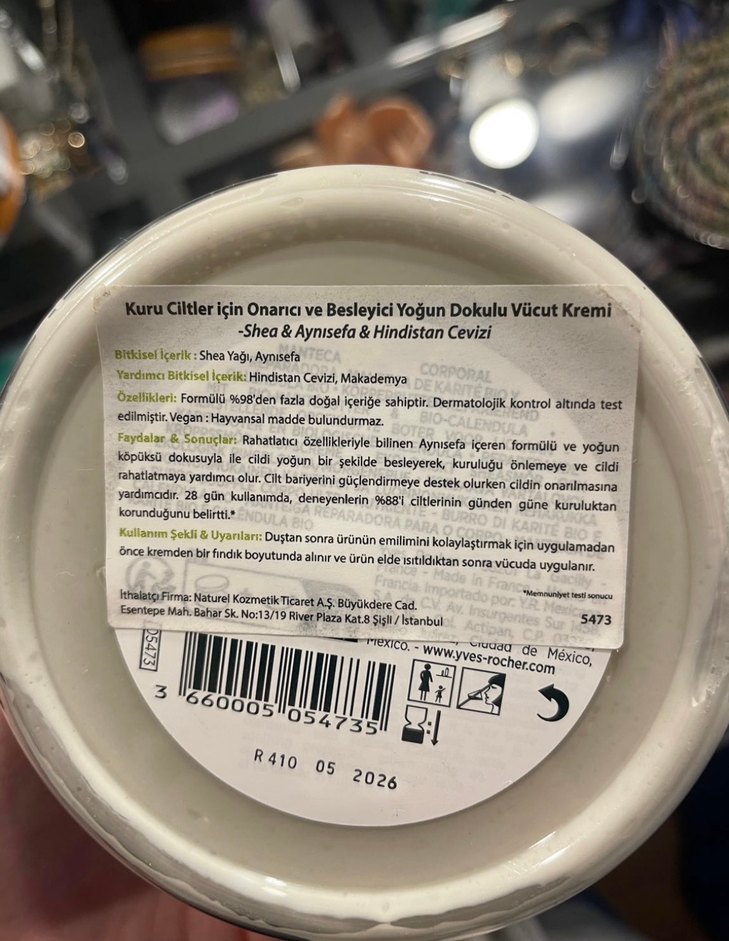 Kuru Ciltler için Onarıcı ve Besleyici Yoğun Dokulu Vücut Kremi
-Shea & Aynısefa & Hindistan Cevizi
Bitkisel İçerik : Shea Yağı, Aynısefa
Yardımcı Bitkisel İçerik: Hindistan Cevizi, Makademya
Özellikleri: Formülü %98'den fazla doğal içeriğe sahiptir. Dermatolojik kontrol altında test
edilmiştir. Vegan : Hayvansal madde bulundurmaz.
Faydalar & Sonuçlar: Rahatlatıcı özellikleriyle bilinen Aynısefa içeren formülü ve yoğun
köpüksü dokusuyla ile cildi yoğun bir şekilde besleyerek, kuruluğu önlemeye ve cildi
rahatlatmaya yardımcı olur. Cilt bariyerini güçlendirmeye destek olurken cildin onarılmasına
yardımcıdır. 28 gün kullanımda, deneyenlerin %88'i ciltlerinin günden güne kuruluktan
korunduğunu belirtti.*
Kullanım Şekli & Uyarıları: Duştan sonra ürünün emilimini kolaylaştırmak için uygulamadan
önce kremden bir fındık boyutunda alınır ve ürün elde ısıtıldıktan sonra vücuda uygulanır.
*Memnuniyet testi sonucu
İthalatçı Firma: Naturel Kozmetik Ticaret A.Ş. Büyükdere Cad.
Esentepe Mah. Bahar Sk. No:13/19 River Plaza Kat.8 Şişli / İstanbul
5473
México. - www.yves-rocher.com
Ciudad de México,
05473
3 660005 054735
R410 05 2026